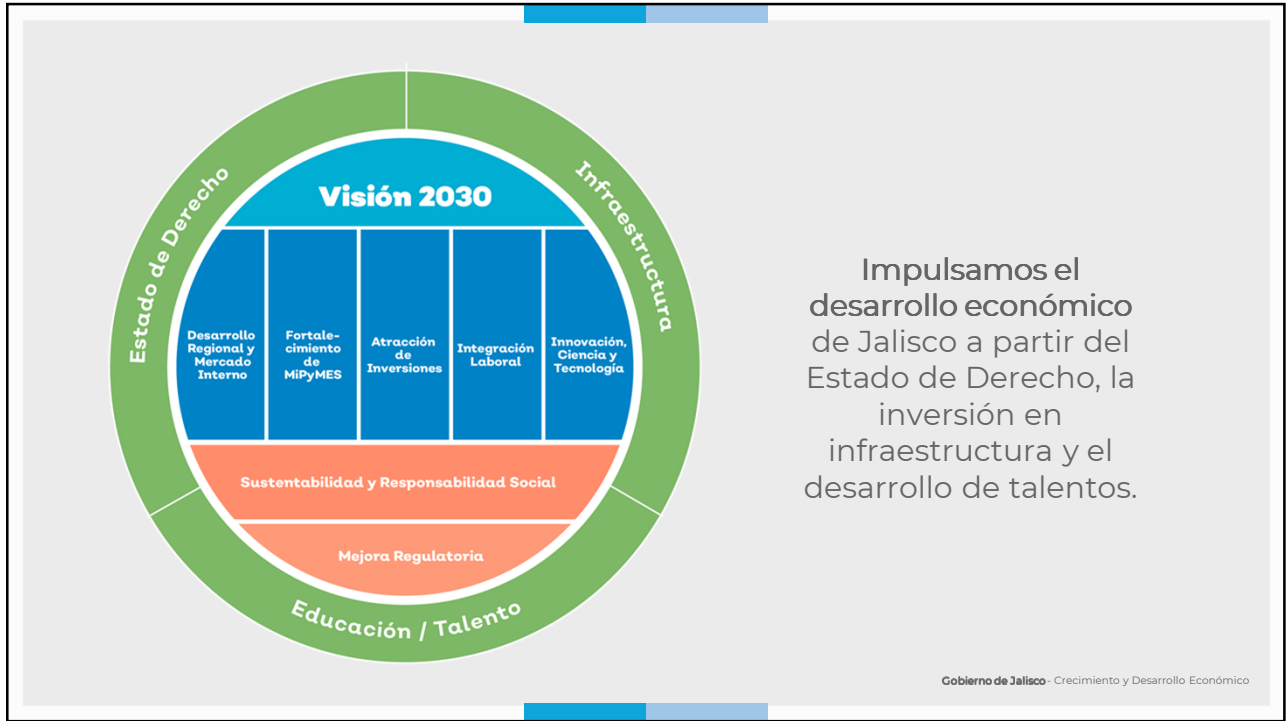 Estado de Derecho
Infraestructura
Visión 2030
Desarrollo
Regional y
Mercado
Interno
Fortale-
cimiento
de
MiPyMES
Atracción
de
Inversiones
Integración
Laboral
Innovación,
Ciencia y
Tecnología
Sustentabilidad y Responsabilidad Social
Mejora Regulatoria
Educación / Talento
Impulsamos el
desarrollo económico
de Jalisco a partir del
Estado de Derecho, la
inversión en
infraestructura y el
desarrollo de talentos.
Gobierno de Jalisco - Crecimiento y Desarrollo Económico